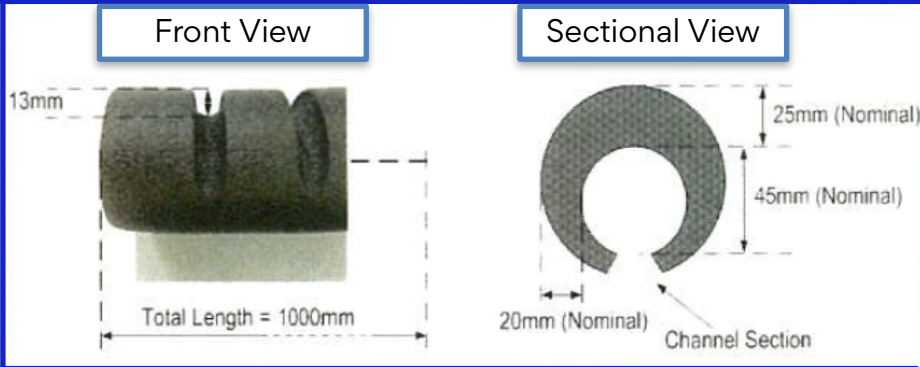 Front View
Sectional View
13mm
25mm (Nominal)
45mm (Nominal)
Total Length = 1000mm
20mm (Nominal)
Channel Section